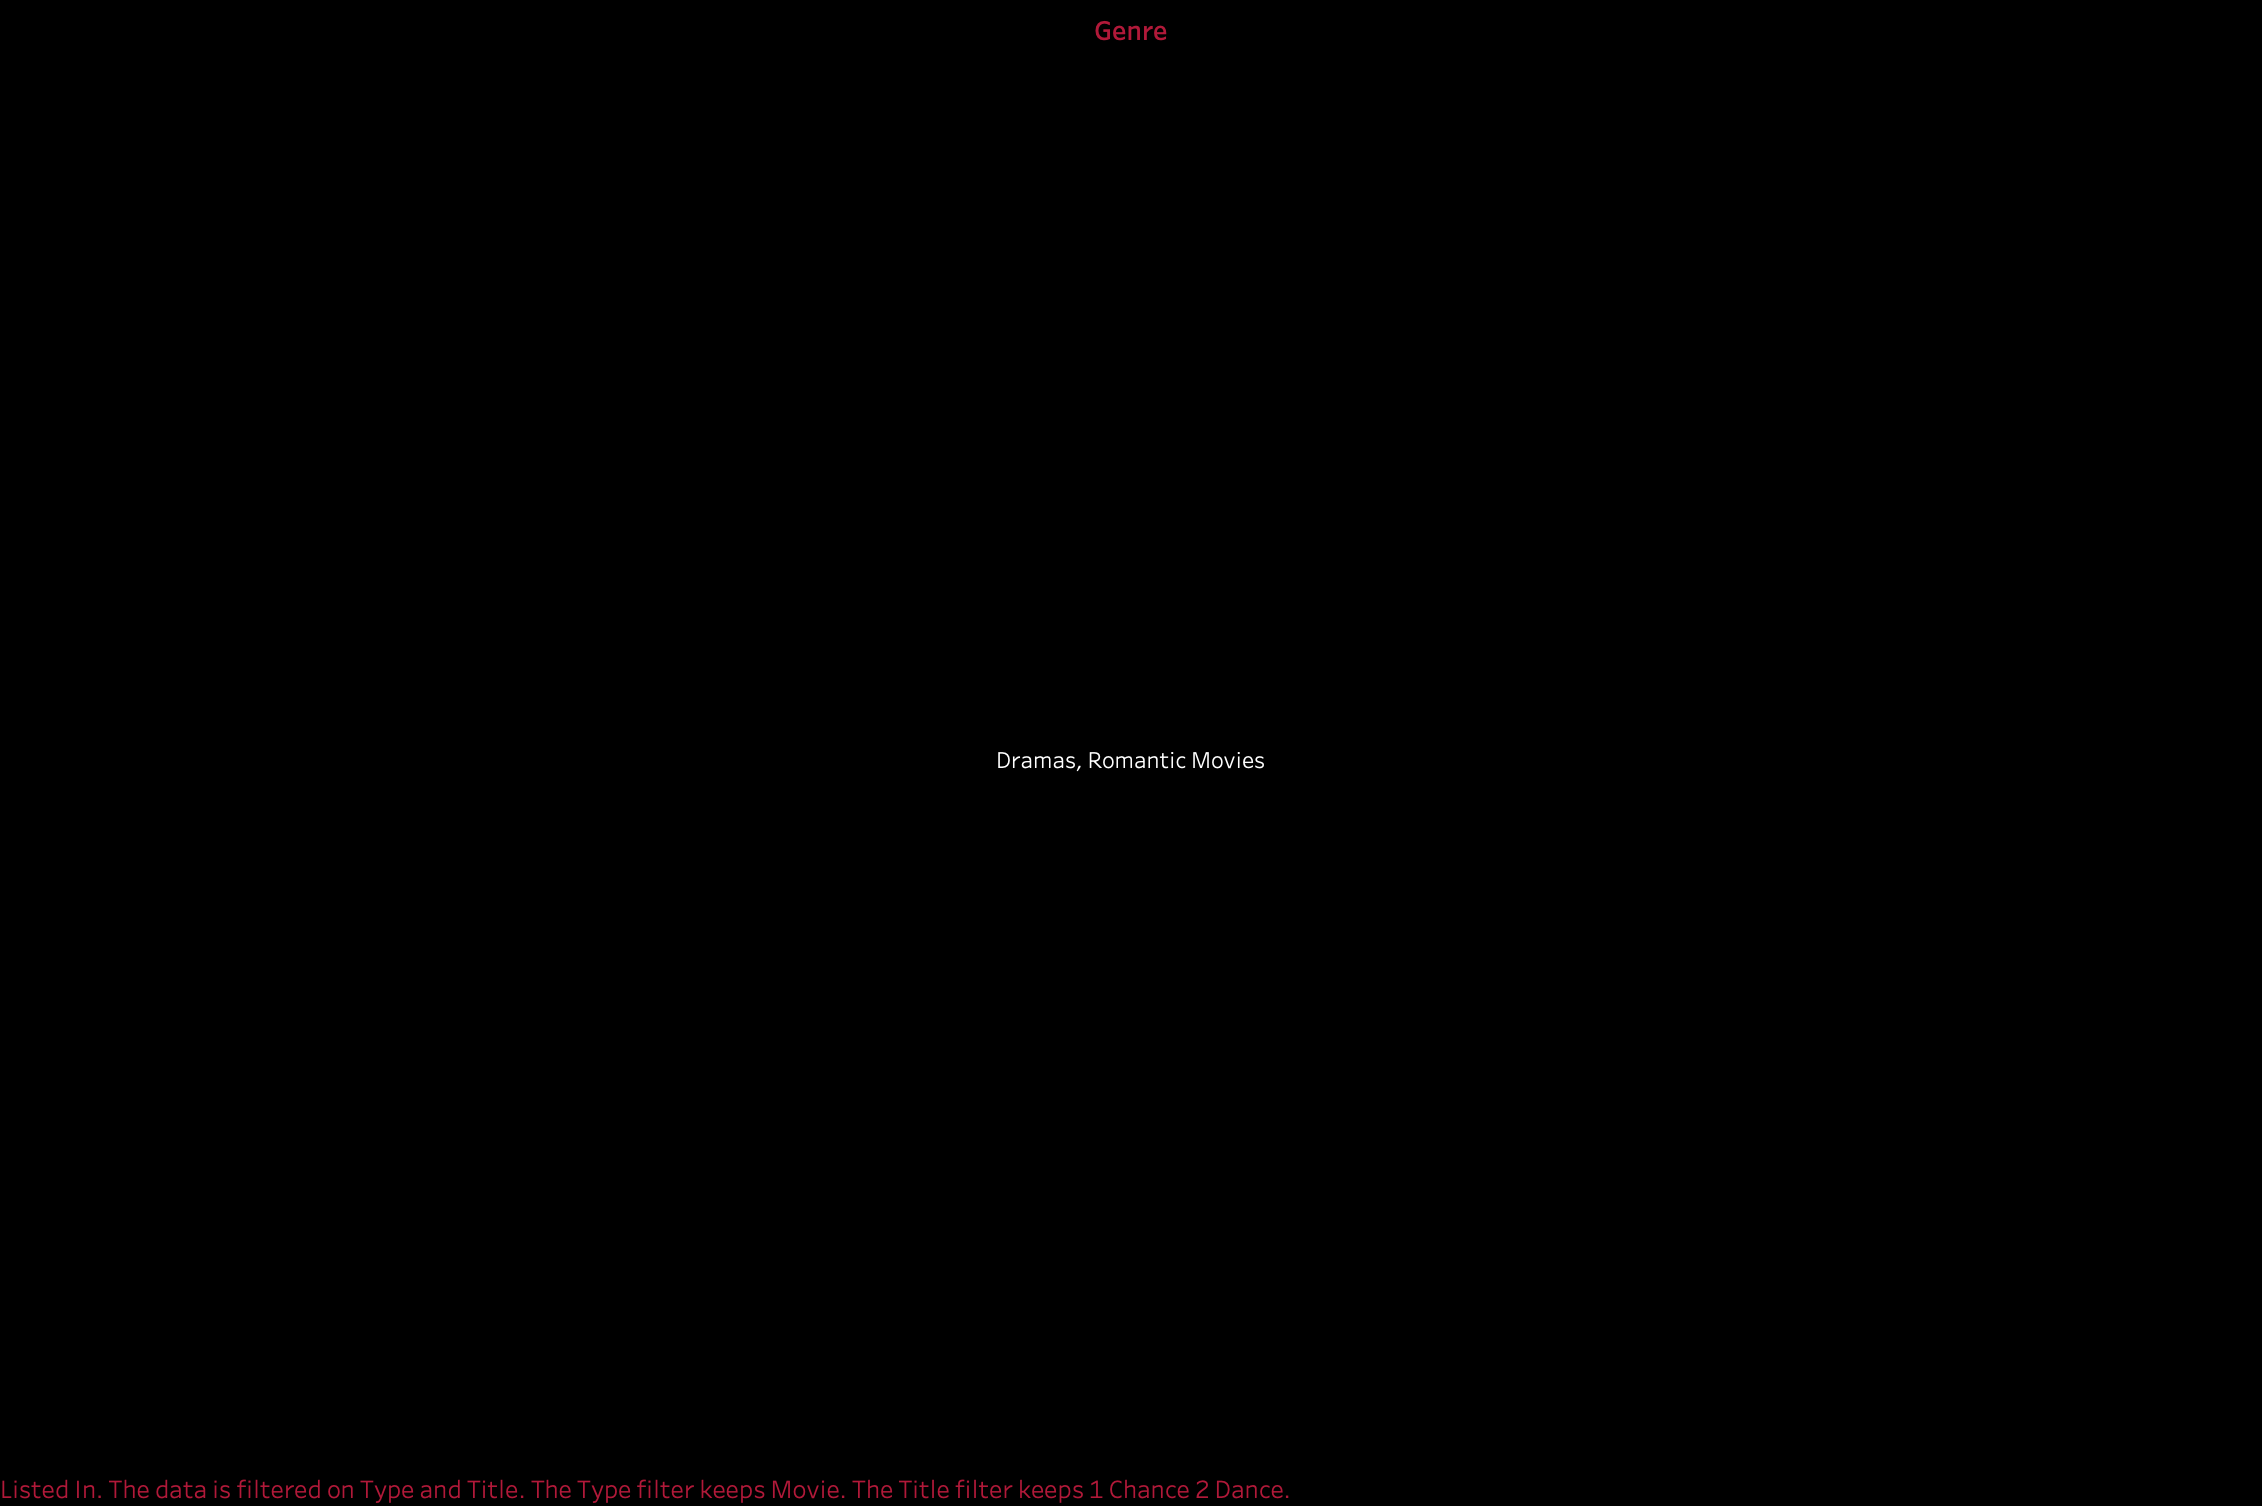 Genre
Dramas, Romantic Movies
Listed In. The data is filtered on Type and Title. The Type filter keeps Movie. The Title filter keeps 1 Chance 2 Dance.